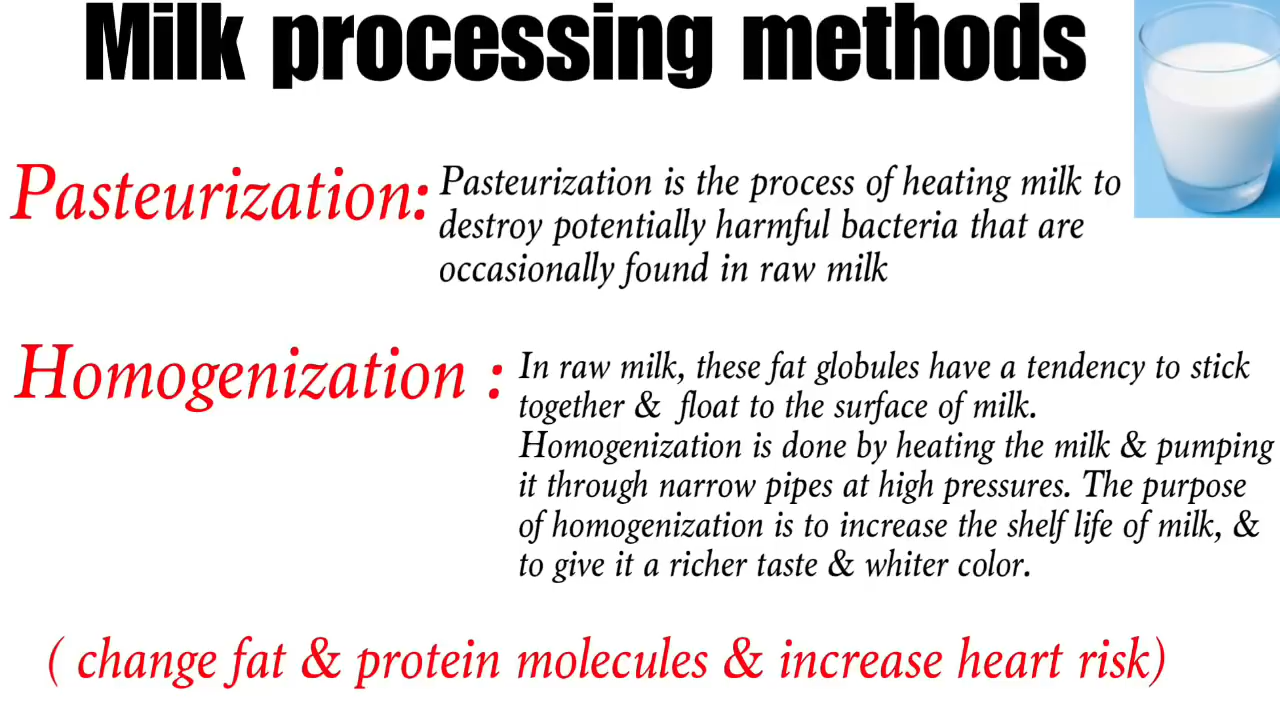 Milk processing methods
Pasteurization: Pasteurization is the process of heating milk to
destroy potentially harmful bacteria that are
occasionally found in raw milk
Homogenization : In raw milk, these fat globules have a tendency to stick
together & float to the surface of milk.
Homogenization is done by heating the milk & pumping
it through narrow pipes at high pressures. The purpose
of homogenization is to increase the shelf life of milk, &
to give it a richer taste & whiter color.
( change fat & protein molecules & increase heart risk)